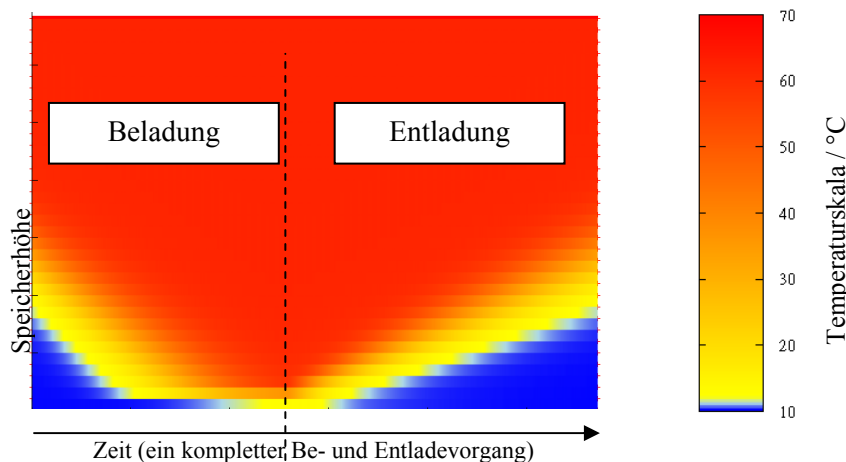 Beladung
Entladung
Speicherhöhe
Zeit (ein kompletter Be- und Entladevorgang)
70
60
50
40
30
20
10
Temperaturskala / °C